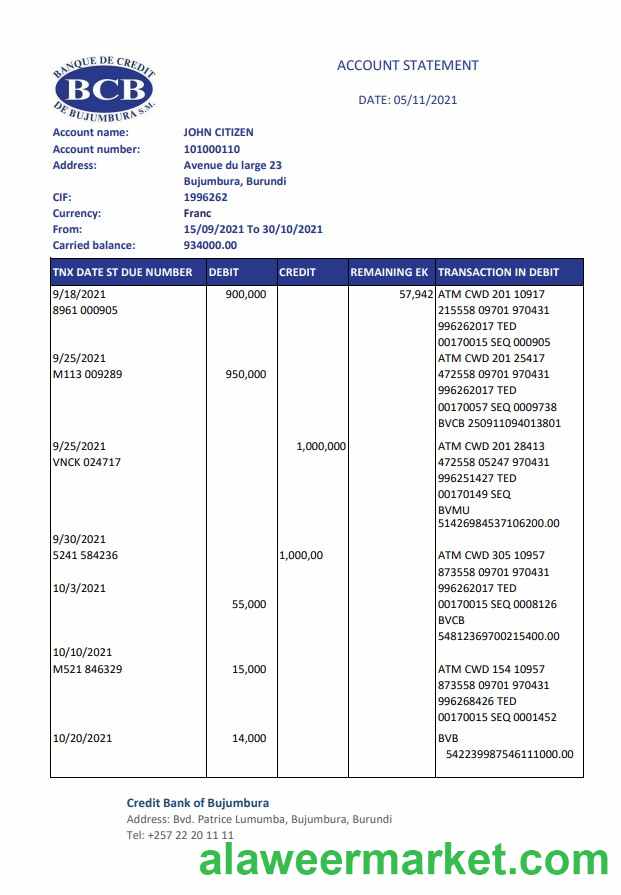 BANQUE DE CREDIT
BCB
DE BUJUMBURA S.M.
ACCOUNT STATEMENT
DATE: 05/11/2021
Account name: JOHN CITIZEN
Account number: 101000110
Address: Avenue du large 23
Bujumbura, Burundi
CIF: 1996262
Currency: Franc
From: 15/09/2021 To 30/10/2021
Carried balance: 934000.00
TNX DATE ST DUE NUMBER DEBIT CREDIT REMAINING EK TRANSACTION IN DEBIT
9/18/2021 900,000 57,942 ATM CWD 201 10917
8961 000905 215558 09701 970431
996262017 TED
00170015 SEQ 000905
9/25/2021 ATM CWD 201 25417
M113 009289 950,000 472558 09701 970431
996262017 TED
00170057 SEQ 0009738
BVCB 250911094013801
9/25/2021 1,000,000 ATM CWD 201 28413
VNCK 024717 472558 05247 970431
996251427 TED
00170149 SEQ
BVMU
51426984537106200.00
9/30/2021
5241 584236 1,000,00 ATM CWD 305 10957
873558 09701 970431
10/3/2021 996262017 TED
55,000 00170015 SEQ 0008126
BVCB
54812369700215400.00
10/10/2021
M521 846329 15,000 ATM CWD 154 10957
873558 09701 970431
996268426 TED
00170015 SEQ 0001452
10/20/2021 14,000 BVB
542239987546111000.00
Credit Bank of Bujumbura
Address: Bvd. Patrice Lumumba, Bujumbura, Burundi
Tel: +257 22 20 11 11
alaweermarket.com